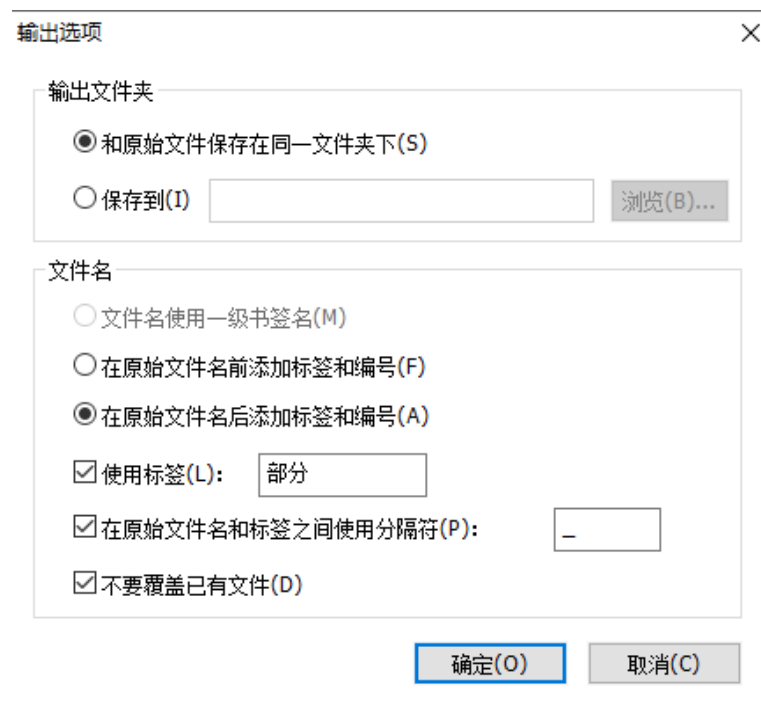 输出选项
输出文件夹
和原始文件保存在同一文件夹下(S)
保存到(I)
浏览(B)...
文件名
文件名使用一级书签名(M)
在原始文件名前添加标签和编号(F)
在原始文件名后添加标签和编号(A)
使用标签(L): 部分
在原始文件名和标签之间使用分隔符(P): _
不要覆盖已有文件(D)
确定(O) 取消(C)